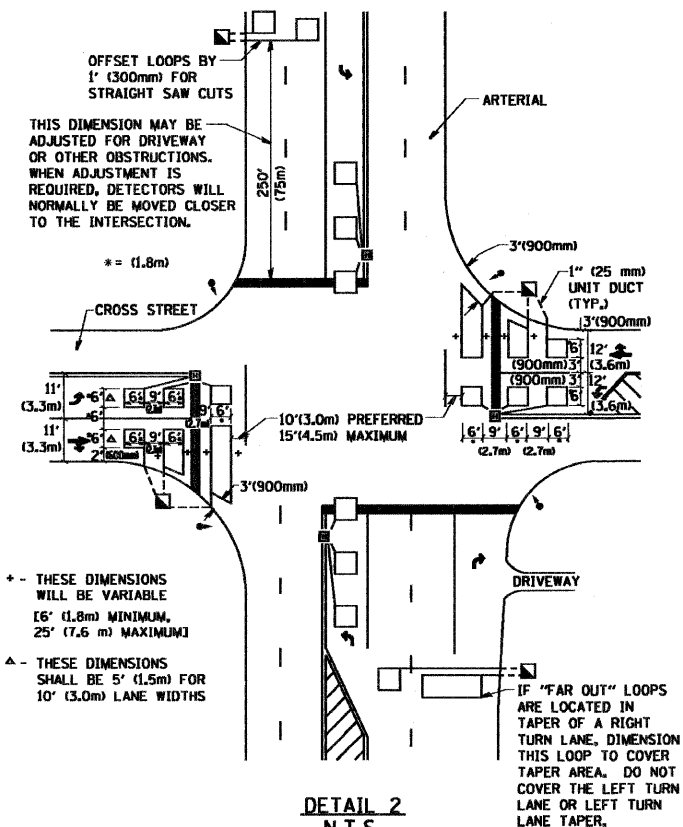 OFFSET LOOPS BY
1' (300mm) FOR
STRAIGHT SAW CUTS
THIS DIMENSION MAY BE
ADJUSTED FOR DRIVEWAY
OR OTHER OBSTRUCTIONS.
WHEN ADJUSTMENT IS
REQUIRED, DETECTORS WILL
NORMALLY BE MOVED CLOSER
TO THE INTERSECTION.
* = (1.8m)
250'
(75m)
ARTERIAL
3'(900mm)
1" (25 mm)
UNIT DUCT
(TYP.)
CROSS STREET
3'(900mm)
6'
12'
(3.6m)
(900mm) 3'
(900mm) 3'
12'
6'
(3.6m)
6' 9' 6' 9' 6'
(2.7m) (2.7m)
11'
(3.3m)
*6' △ 6' 9' 6'
*6'
9' 6'
(2.7m)
11'
(3.3m)
*6' △ 6' 9' 6'
2' (600mm)
10'(3.0m) PREFERRED
15'(4.5m) MAXIMUM
3'(900mm)
+ - THESE DIMENSIONS
WILL BE VARIABLE
[6' (1.8m) MINIMUM,
25' (7.6 m) MAXIMUM]
△ - THESE DIMENSIONS
SHALL BE 5' (1.5m) FOR
10' (3.0m) LANE WIDTHS
DRIVEWAY
IF "FAR OUT" LOOPS
ARE LOCATED IN
TAPER OF A RIGHT
TURN LANE, DIMENSION
THIS LOOP TO COVER
TAPER AREA. DO NOT
COVER THE LEFT TURN
LANE OR LEFT TURN
LANE TAPER.
DETAIL 2
N.T.S.